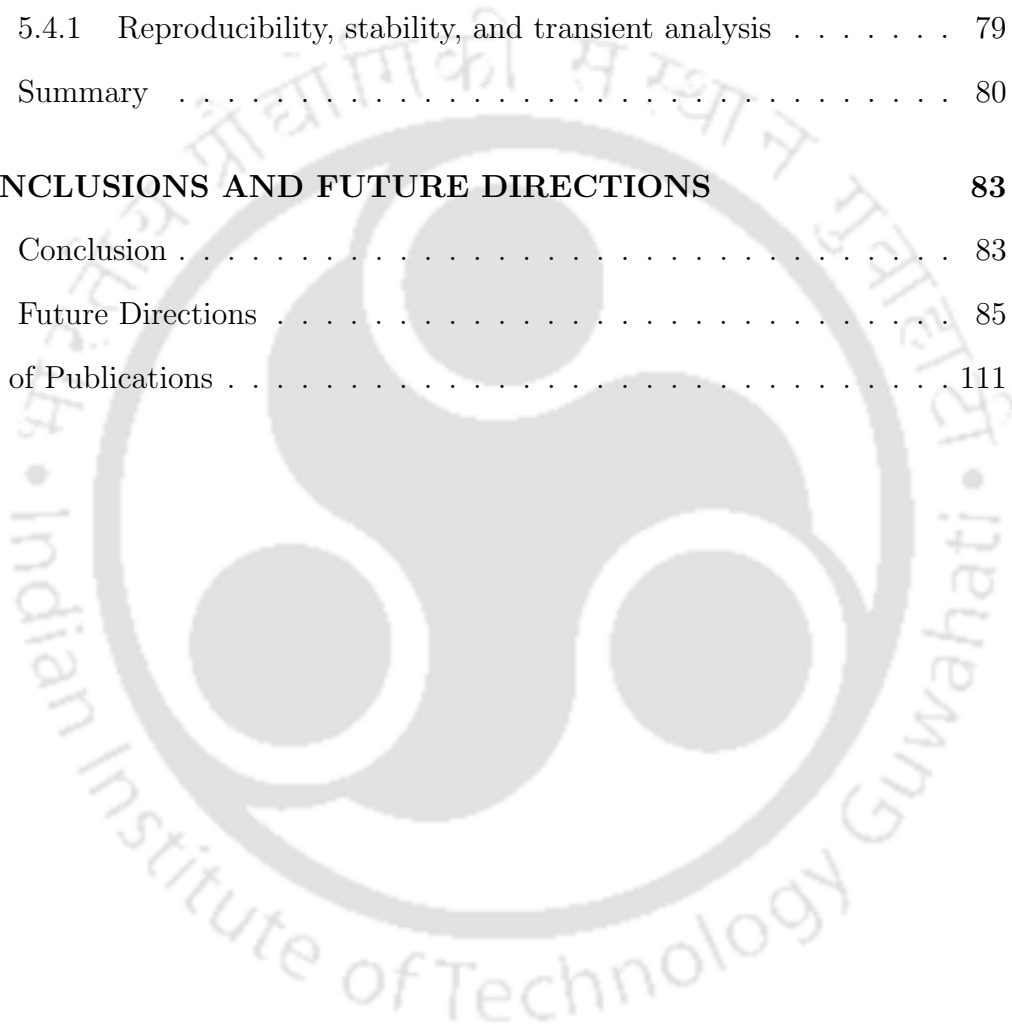 5.4.1 Reproducibility, stability, and transient analysis . . . . . . . 79
Summary . . . . . . . . . . . . . . . . . . . . . . . . . . . . . . . 80
NCLUSIONS AND FUTURE DIRECTIONS 83
Conclusion . . . . . . . . . . . . . . . . . . . . . . . . . . . . . . 83
Future Directions . . . . . . . . . . . . . . . . . . . . . . . . . . . 85
of Publications . . . . . . . . . . . . . . . . . . . . . . . . . . . . . 111
Indian Institute of Technology Guwahati